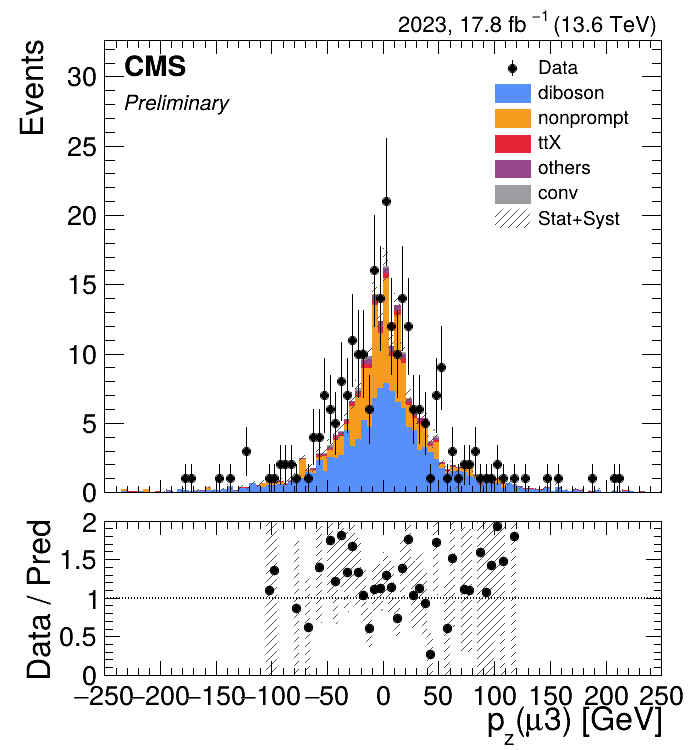 2023, 17.8 fb⁻¹ (13.6 TeV)
CMS
Preliminary
Events
30
25
20
15
10
5
0
Data
diboson
nonprompt
ttX
others
conv
Stat+Syst
Data / Pred
2
1.5
1
0.5
0
−250 −200 −150 −100 −50 0 50 100 150 200 250
p_z(μ3) [GeV]